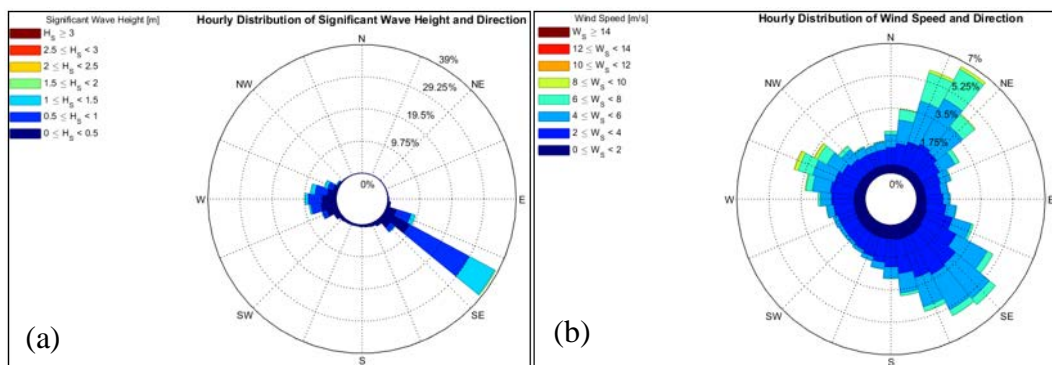 Significant Wave Height [m]
H_S ≥ 3
2.5 ≤ H_S < 3
2 ≤ H_S < 2.5
1.5 ≤ H_S < 2
1 ≤ H_S < 1.5
0.5 ≤ H_S < 1
0 ≤ H_S < 0.5
Hourly Distribution of Significant Wave Height and Direction
N
39%
NW
NE
29.25%
19.5%
9.75%
0%
W
E
SW
SE
S
(a)
Wind Speed [m/s]
W_S ≥ 14
12 ≤ W_S < 14
10 ≤ W_S < 12
8 ≤ W_S < 10
6 ≤ W_S < 8
4 ≤ W_S < 6
2 ≤ W_S < 4
0 ≤ W_S < 2
Hourly Distribution of Wind Speed and Direction
N
7%
NW
NE
5.25%
3.5%
1.75%
0%
W
E
SW
SE
S
(b)